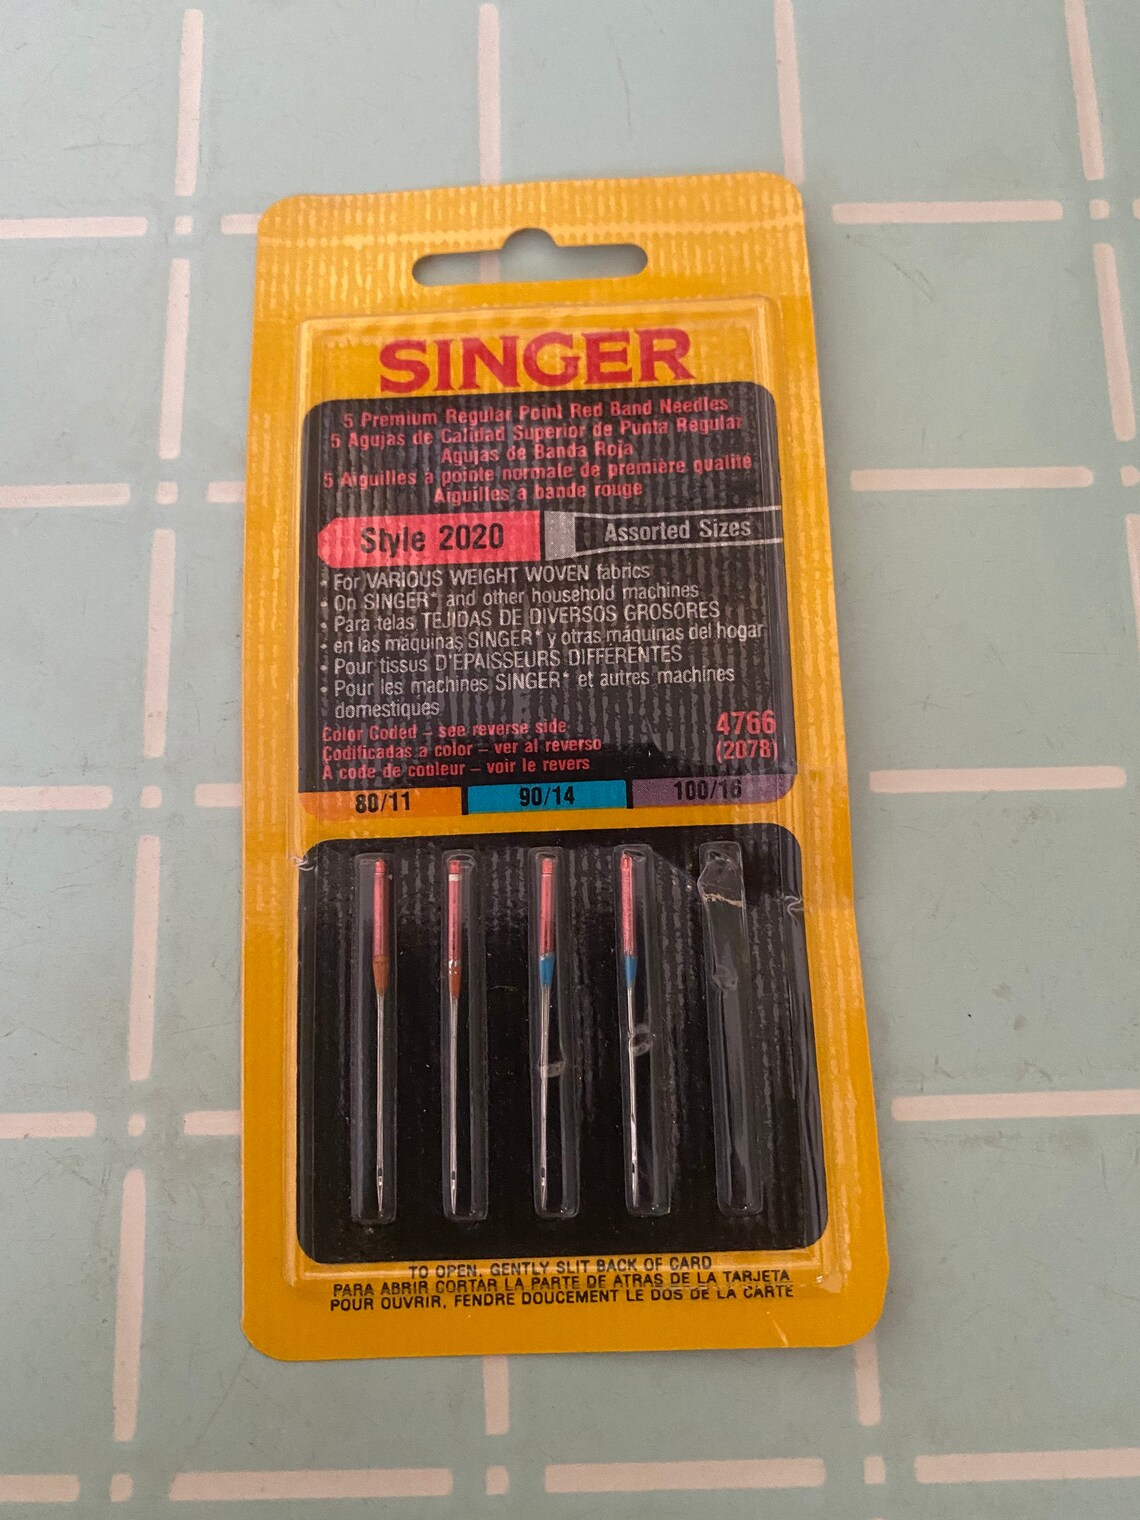 SINGER
5 Premium Regular Point Red Band Needles
5 Agujas de Calidad Superior de Punta Regular
Agujas de Banda Roja
5 Aiguilles à pointe normale de première qualité
Aiguilles à bande rouge
Style 2020 Assorted Sizes
• For VARIOUS WEIGHT WOVEN fabrics
• On SINGER* and other household machines
• Para telas TEJIDAS DE DIVERSOS GROSORES
• en las máquinas SINGER* y otras máquinas del hogar
• Pour tissus D'EPAISSEURS DIFFÉRENTES
• Pour les machines SINGER* et autres machines
domestiques
Color Coded – see reverse side
Codificadas a color – ver al reverso
À code de couleur – voir le revers
4766
(2078)
80/11 90/14 100/16
TO OPEN, GENTLY SLIT BACK OF CARD
PARA ABRIR CORTAR LA PARTE DE ATRAS DE LA TARJETA
POUR OUVRIR, FENDRE DOUCEMENT LE DOS DE LA CARTE